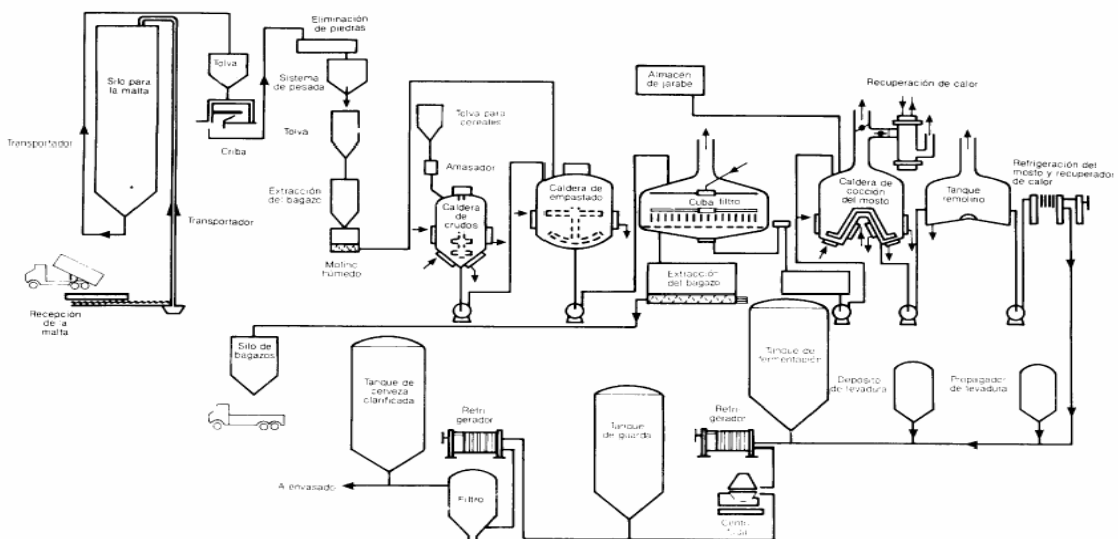 Eliminación
de piedras
Tolva
Silo para
la malta
Sistema
de pesada
Almacén
de jarabe
Recuperación de calor
Transportador
Criba
Tolva
Tolva para
cereales
Amasador
Extracción
del bagazo
Caldera
de
crudos
Caldera de
empastado
Cuba filtro
Caldera de
cocción
del mosto
Tanque
remolino
Refrigeración del
mosto y recuperador
de calor
Transportador
Molino
húmedo
Extracción
del bagazo
Recepción
de a
malta
Silo de
bagazos
Tanque de
cerveza
clarificada
Refri
gerador
Tanque
de guarda
Refri
gerador
Tanque de
fermentación
Depósito
de levadura
Propagador
de levadura
A envasado
Filtro